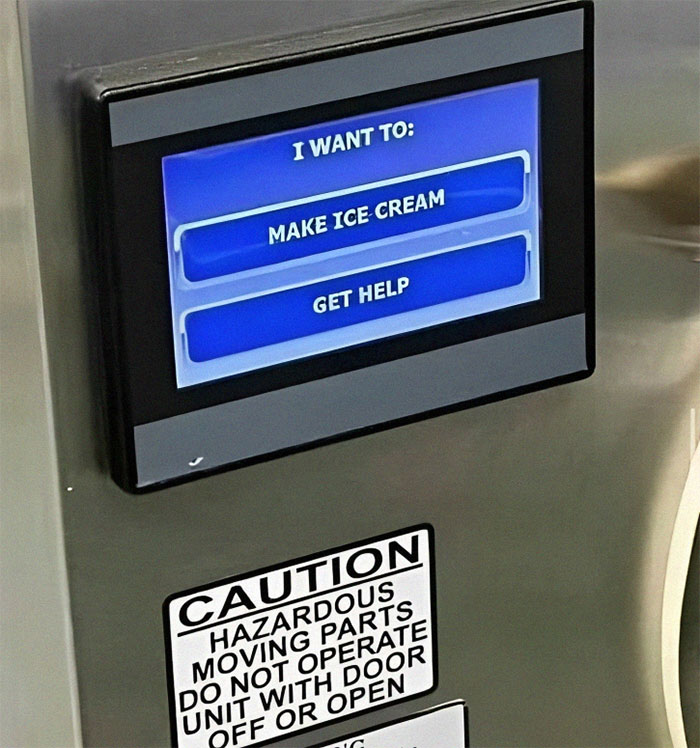 I WANT TO:
MAKE ICE CREAM
GET HELP
CAUTION
HAZARDOUS
MOVING PARTS
DO NOT OPERATE
UNIT WITH DOOR
OFF OR OPEN